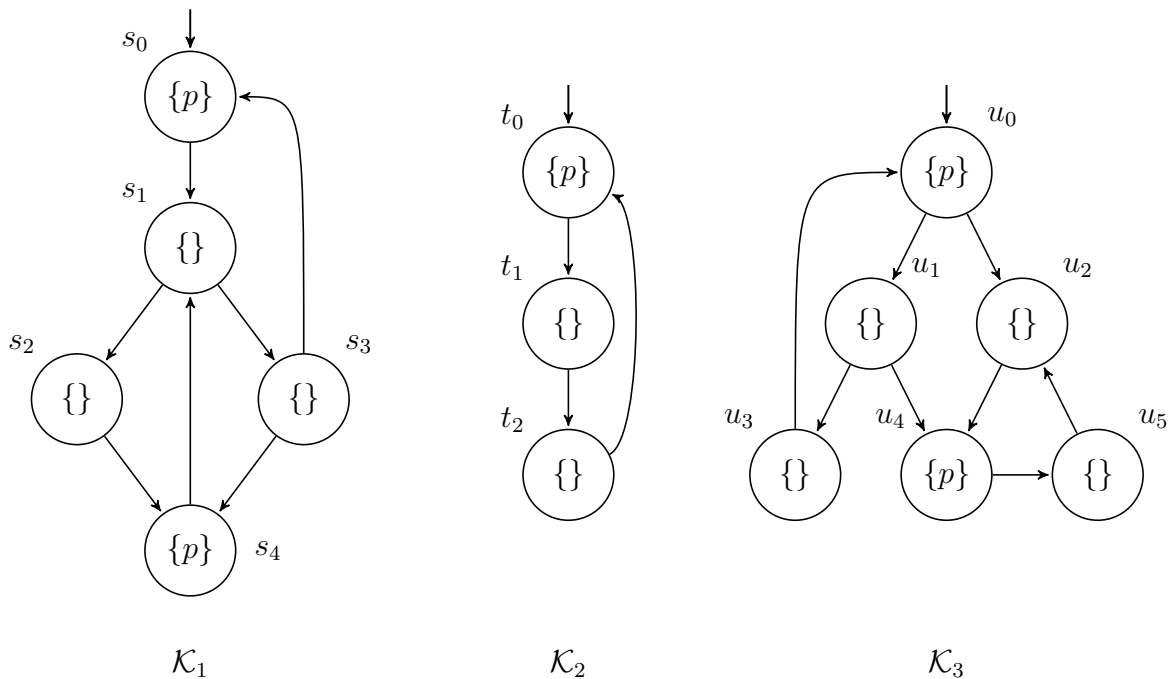 s₀
{p}
s₁
{}
s₂
{}
s₃
{}
{p}
s₄
𝒦₁
t₀
{p}
t₁
{}
t₂
{}
𝒦₂
u₀
{p}
u₁
{}
u₂
{}
u₃
{}
u₄
{p}
u₅
{}
𝒦₃